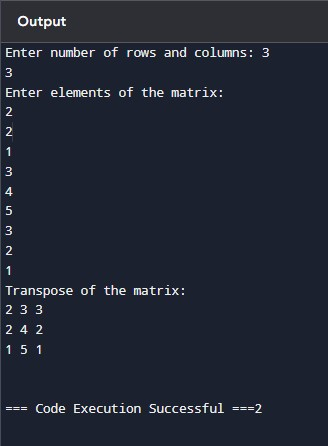 Output
Enter number of rows and columns: 3
3
Enter elements of the matrix:
2
2
1
3
4
5
3
2
1
Transpose of the matrix:
2 3 3
2 4 2
1 5 1
=== Code Execution Successful ===2